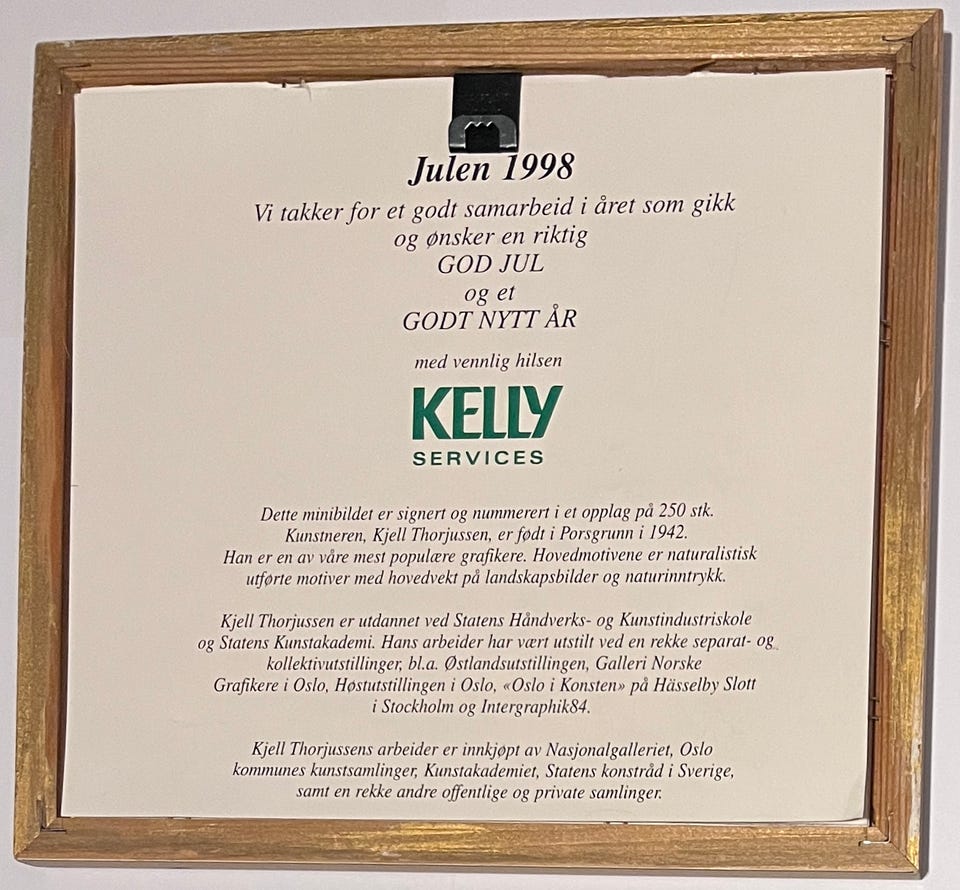 Julen 1998
Vi takker for et godt samarbeid i året som gikk
og ønsker en riktig
GOD JUL
og et
GODT NYTT ÅR
med vennlig hilsen
KELLY
SERVICES
Dette minibildet er signert og nummerert i et opplag på 250 stk.
Kunstneren, Kjell Thorjussen, er født i Porsgrunn i 1942.
Han er en av våre mest populære grafikere. Hovedmotivene er naturalistisk
utførte motiver med hovedvekt på landskapsbilder og naturinntrykk.
Kjell Thorjussen er utdannet ved Statens Håndverks- og Kunstindustriskole
og Statens Kunstakademi. Hans arbeider har vært utstilt ved en rekke separat- og
kollektivutstillinger, bl.a. Østlandsutstillingen, Galleri Norske
Grafikere i Oslo, Høstutstillingen i Oslo, «Oslo i Konsten» på Hässelby Slott
i Stockholm og Intergraphik84.
Kjell Thorjussens arbeider er innkjøpt av Nasjonalgalleriet, Oslo
kommunes kunstsamlinger, Kunstakademiet, Statens konstråd i Sverige,
samt en rekke andre offentlige og private samlinger.